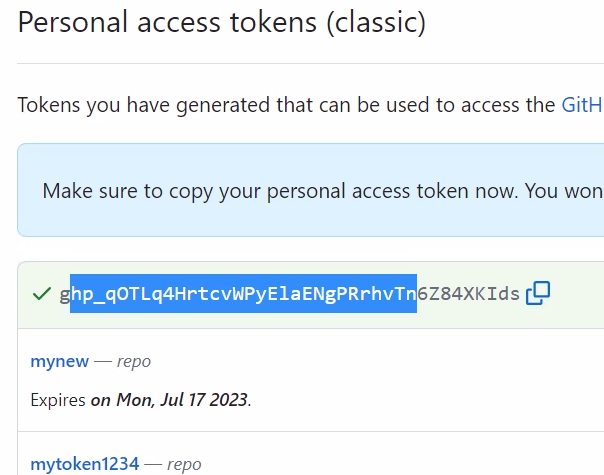 Personal access tokens (classic)
Tokens you have generated that can be used to access the GitH
Make sure to copy your personal access token now. You won
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
mynew — repo
Expires on Mon, Jul 17 2023.
mytoken1234 — repo